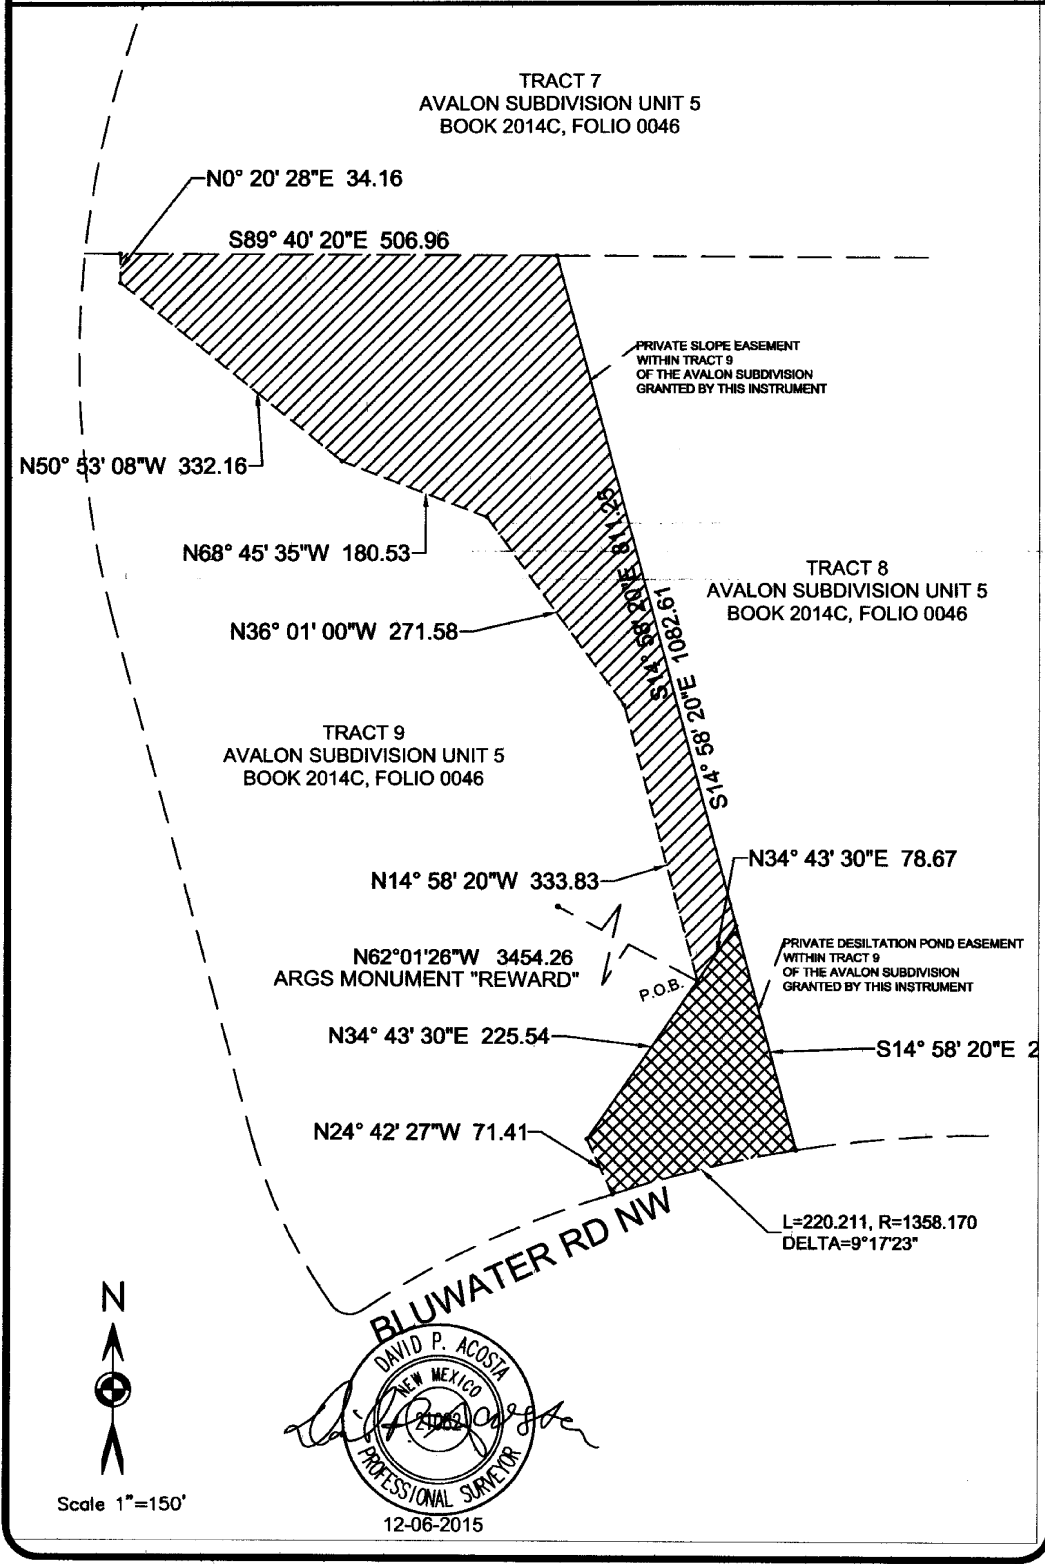 TRACT 7
AVALON SUBDIVISION UNIT 5
BOOK 2014C, FOLIO 0046
N0° 20' 28"E 34.16
S89° 40' 20"E 506.96
PRIVATE SLOPE EASEMENT
WITHIN TRACT 9
OF THE AVALON SUBDIVISION
GRANTED BY THIS INSTRUMENT
N50° 53' 08"W 332.16
N68° 45' 35"W 180.53
S14° 58' 20"E 811.25
S14° 58' 20"E 1082.61
TRACT 8
AVALON SUBDIVISION UNIT 5
BOOK 2014C, FOLIO 0046
N36° 01' 00"W 271.58
TRACT 9
AVALON SUBDIVISION UNIT 5
BOOK 2014C, FOLIO 0046
N34° 43' 30"E 78.67
N14° 58' 20"W 333.83
PRIVATE DESILTATION POND EASEMENT
WITHIN TRACT 9
OF THE AVALON SUBDIVISION
GRANTED BY THIS INSTRUMENT
N62°01'26"W 3454.26
ARGS MONUMENT "REWARD"
P.O.B.
N34° 43' 30"E 225.54
S14° 58' 20"E 2
N24° 42' 27"W 71.41
L=220.211, R=1358.170
DELTA=9°17'23"
BLUWATER RD NW
N
DAVID P. ACOSTA
NEW MEXICO
21082
PROFESSIONAL SURVEYOR
Scale 1"=150'
12-06-2015